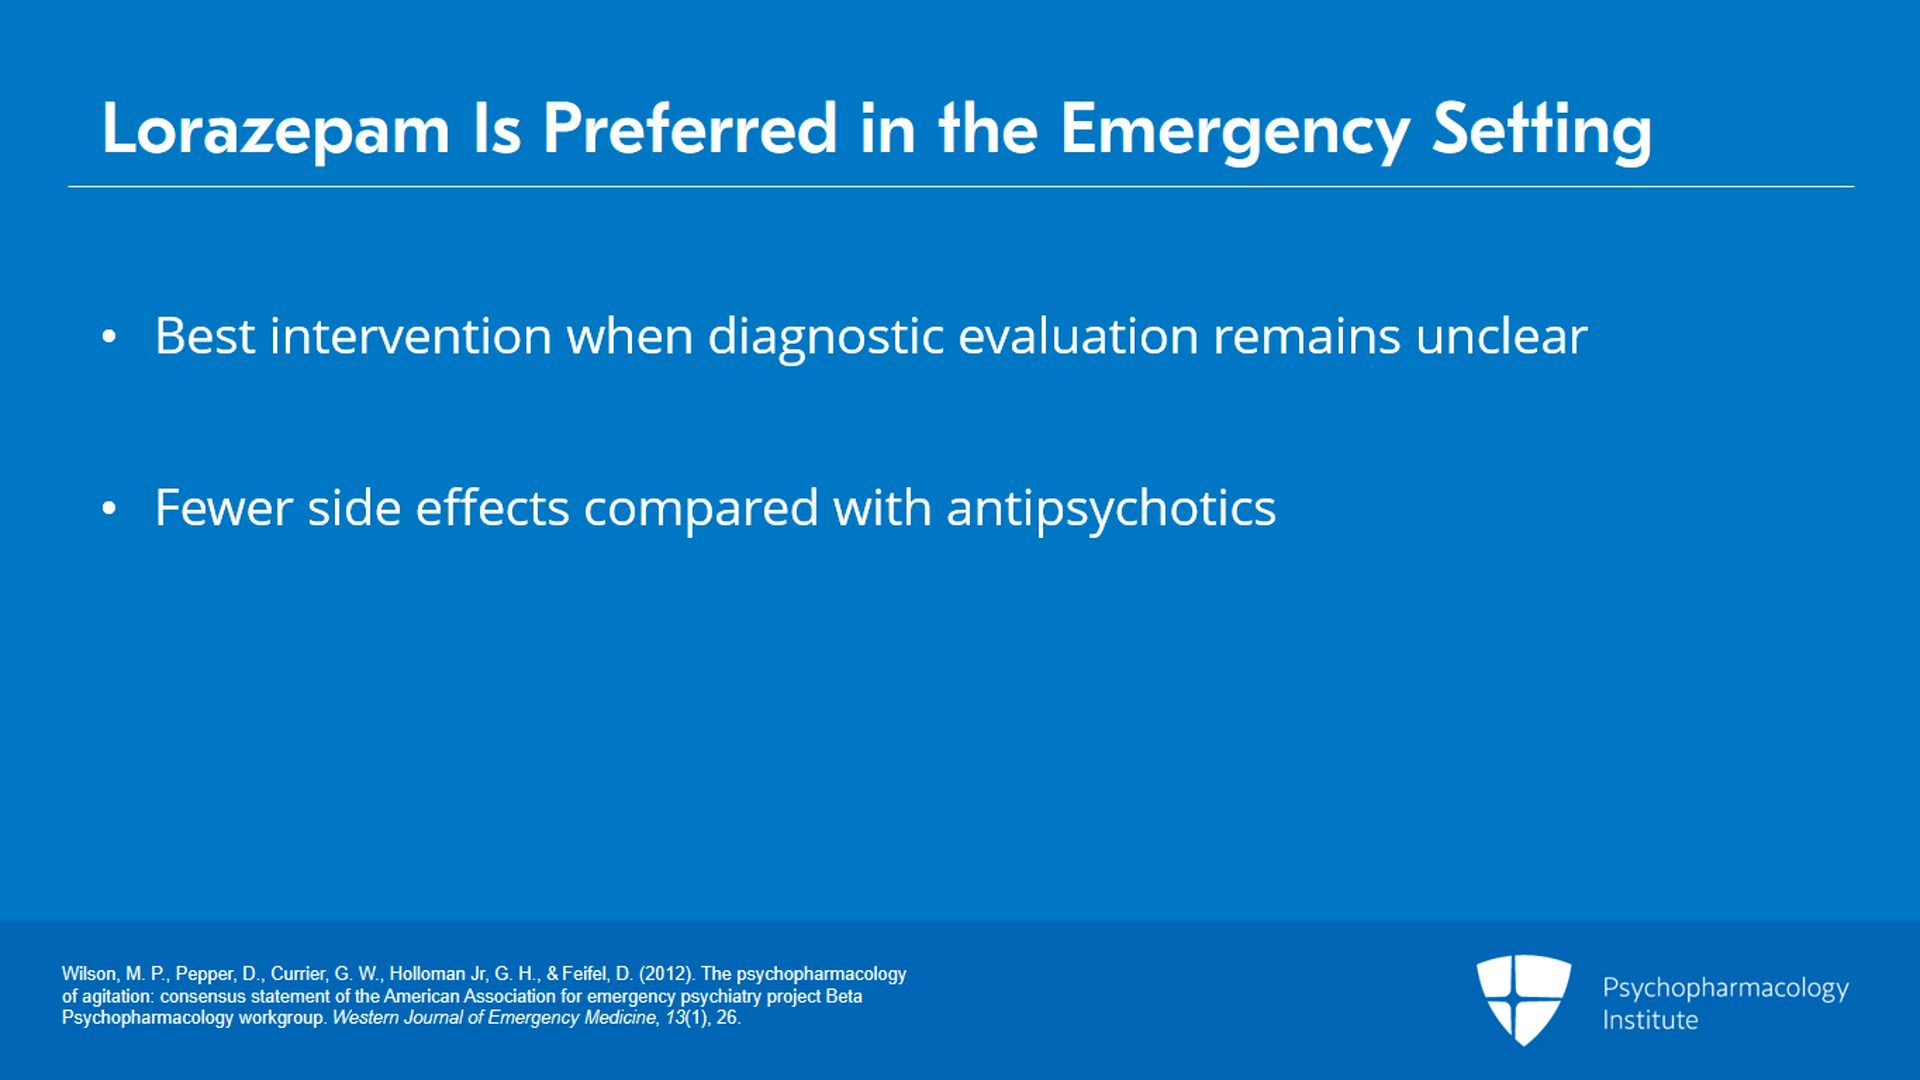 Lorazepam Is Preferred in the Emergency Setting
• Best intervention when diagnostic evaluation remains unclear
• Fewer side effects compared with antipsychotics
Wilson, M. P., Pepper, D., Currier, G. W., Holloman Jr, G. H., & Feifel, D. (2012). The psychopharmacology
of agitation: consensus statement of the American Association for emergency psychiatry project Beta
Psychopharmacology workgroup. Western Journal of Emergency Medicine, 13(1), 26.
Psychopharmacology
Institute